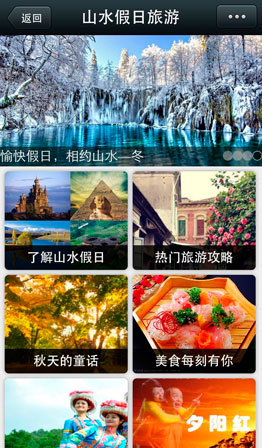 返回
山水假日旅游
愉快假日，相约山水—冬
了解山水假日
热门旅游攻略
秋天的童话
美食每刻有你
夕阳红